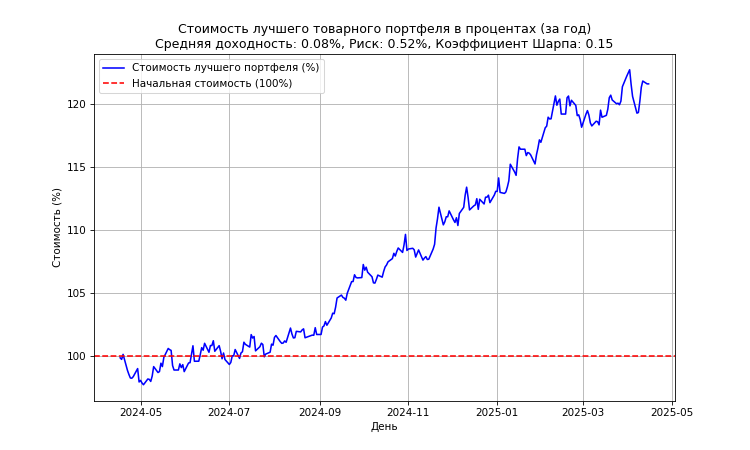 Стоимость лучшего товарного портфеля в процентах (за год)
Средняя доходность: 0.08%, Риск: 0.52%, Коэффициент Шарпа: 0.15
Стоимость лучшего портфеля (%)
Начальная стоимость (100%)
Стоимость (%)
120
115
110
105
100
2024-05
2024-07
2024-09
2024-11
2025-01
2025-03
2025-05
День